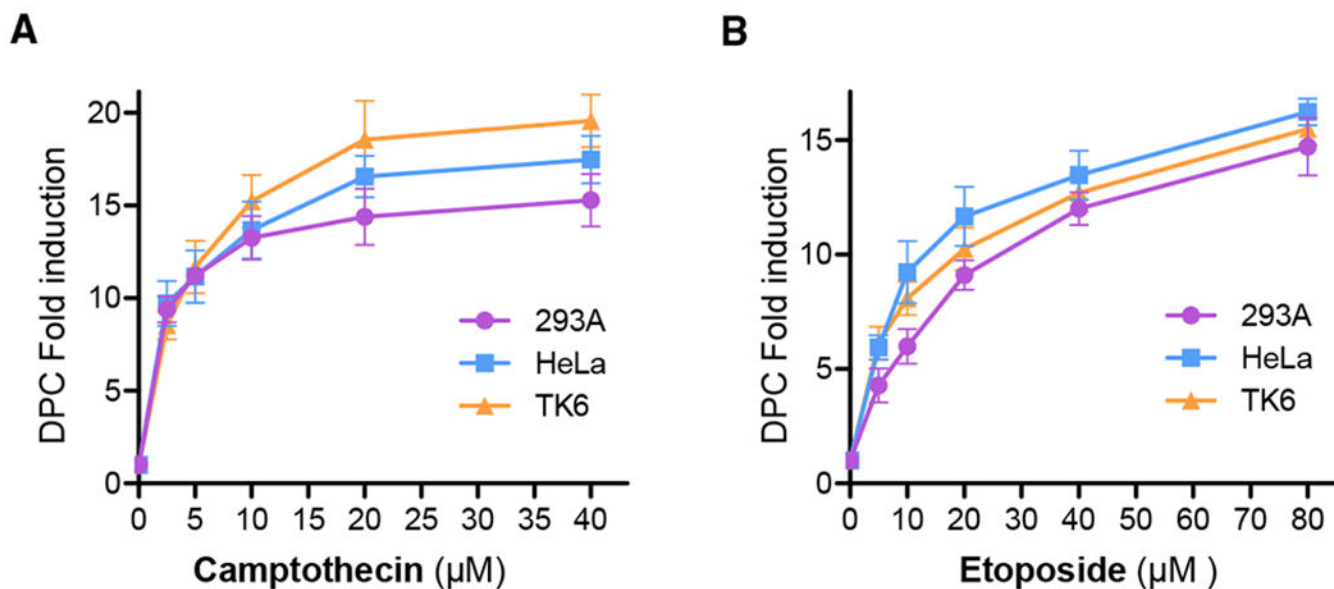 A
DPC Fold induction
20
15
10
5
0
293A
HeLa
TK6
0 5 10 15 20 25 30 35 40
Camptothecin (µM)
B
DPC Fold induction
15
10
5
0
293A
HeLa
TK6
0 10 20 30 40 50 60 70 80
Etoposide (µM )